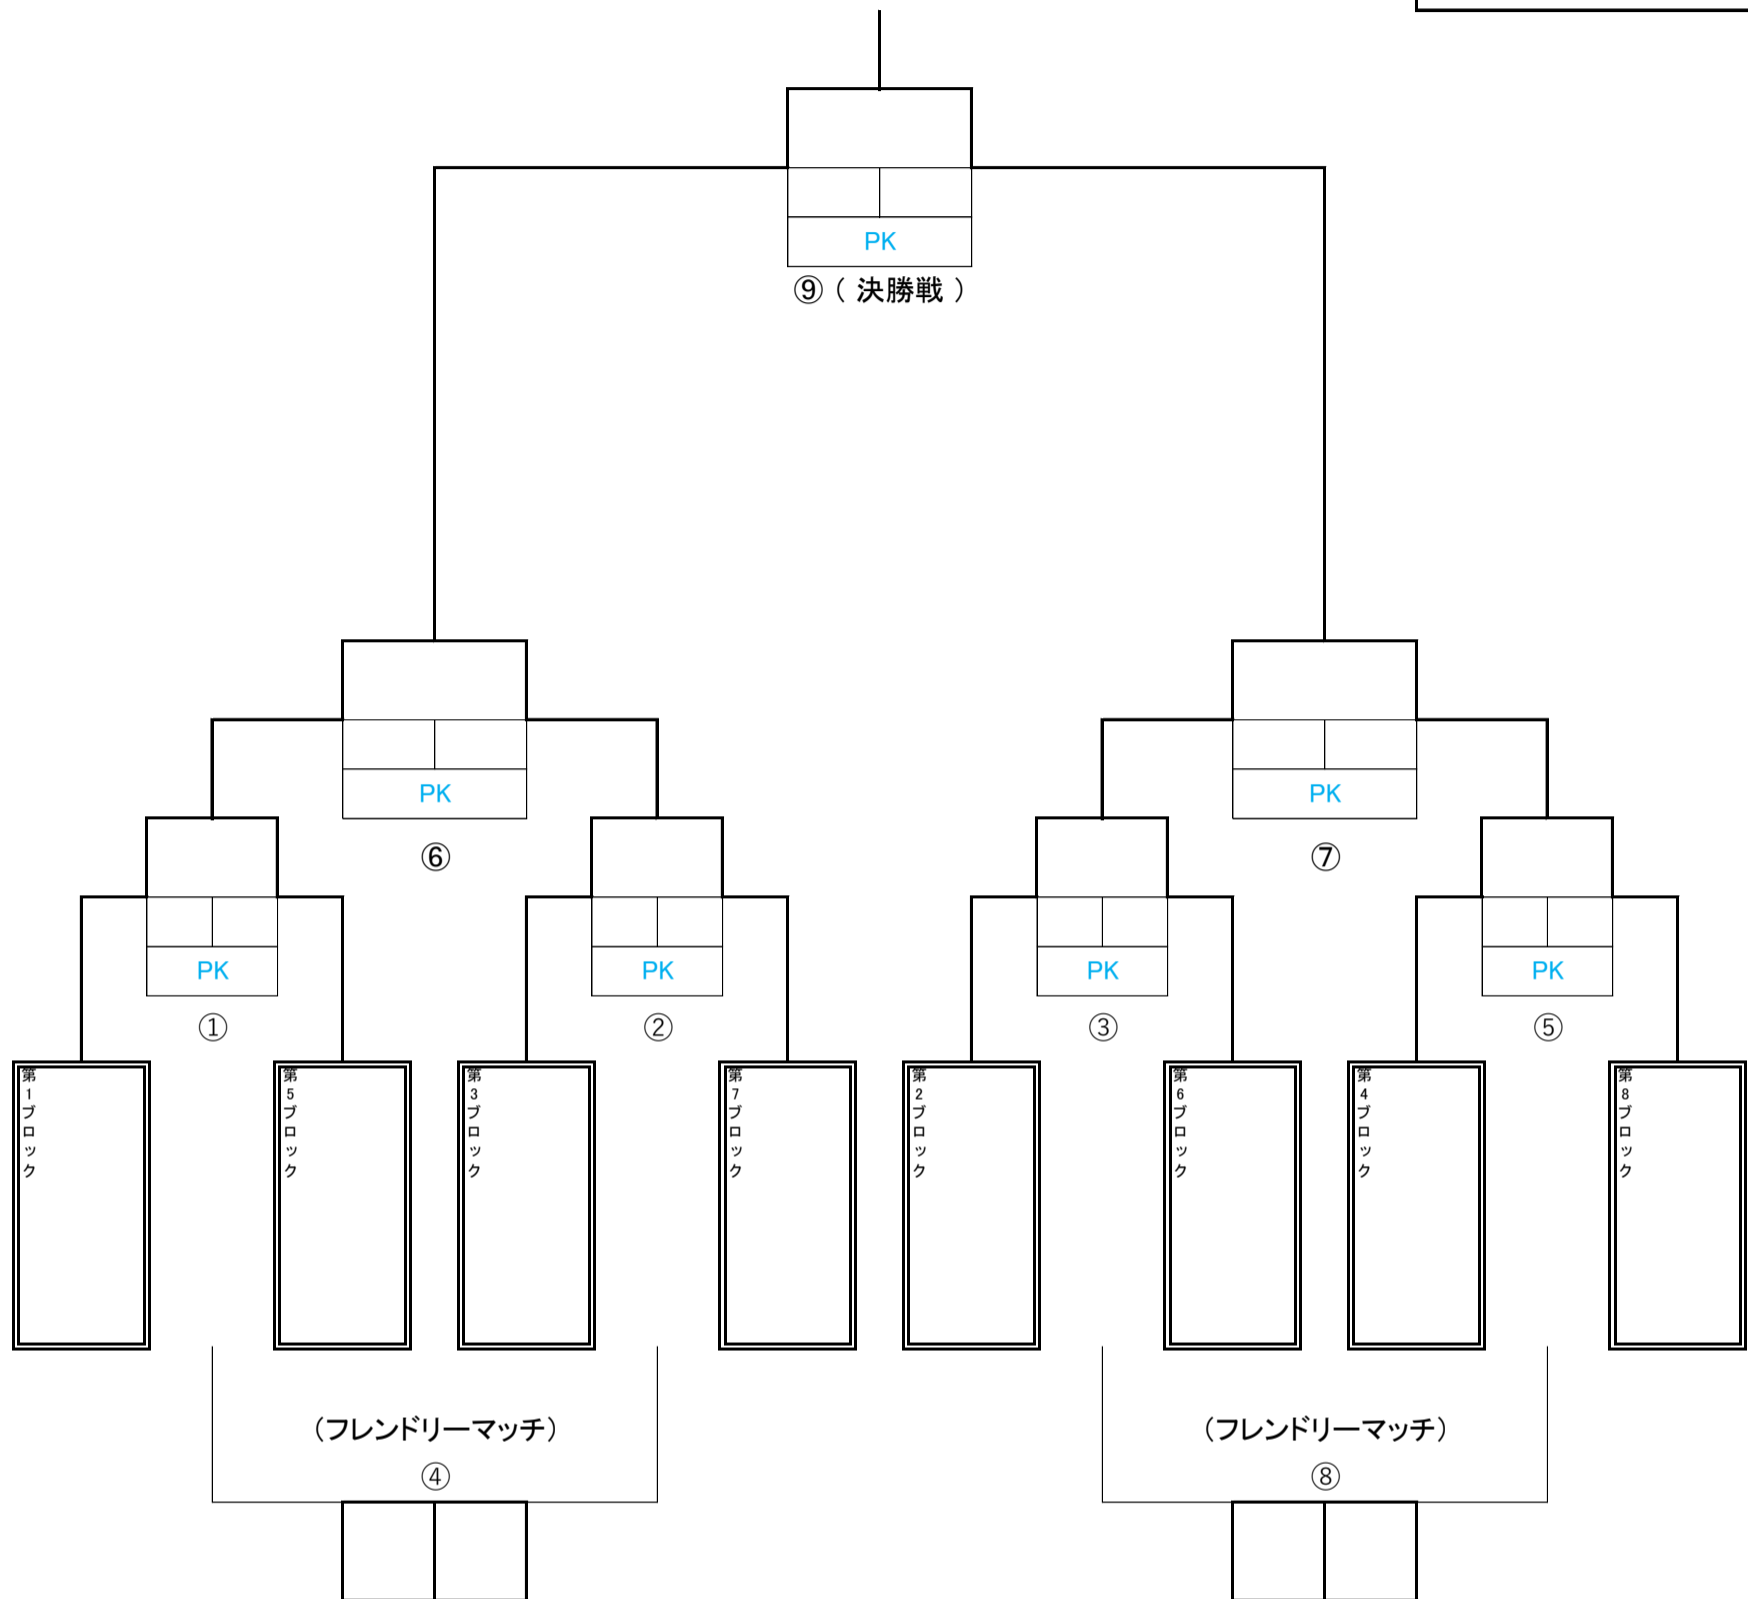 PK
⑨（ 決勝戦 ）
PK
PK
⑥
⑦
PK
PK
PK
PK
①
②
③
⑤
第1ブロック
第5ブロック
第3ブロック
第7ブロック
第2ブロック
第6ブロック
第4ブロック
第8ブロック
（フレンドリーマッチ）
（フレンドリーマッチ）
④
⑧